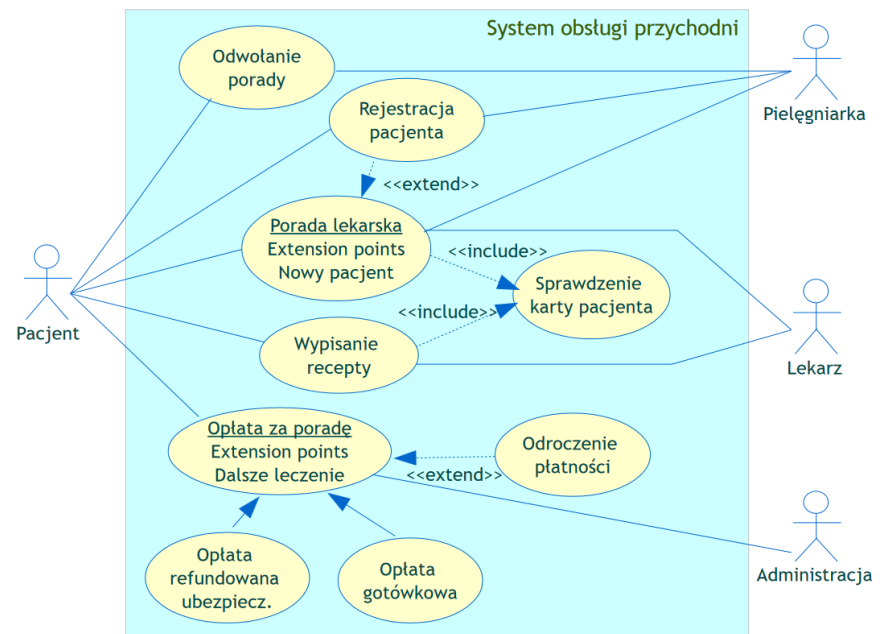 System obsługi przychodni
Odwołanie
porady
Pielęgniarka
Rejestracja
pacjenta
<<extend>>
Porada lekarska
Extension points
Nowy pacjent
<<include>>
Sprawdzenie
karty pacjenta
Pacjent
<<include>>
Wypisanie
recepty
Lekarz
Opłata za poradę
Extension points
Dalsze leczenie
Odroczenie
płatności
<<extend>>
Opłata
refundowana
ubezpiecz.
Opłata
gotówkowa
Administracja